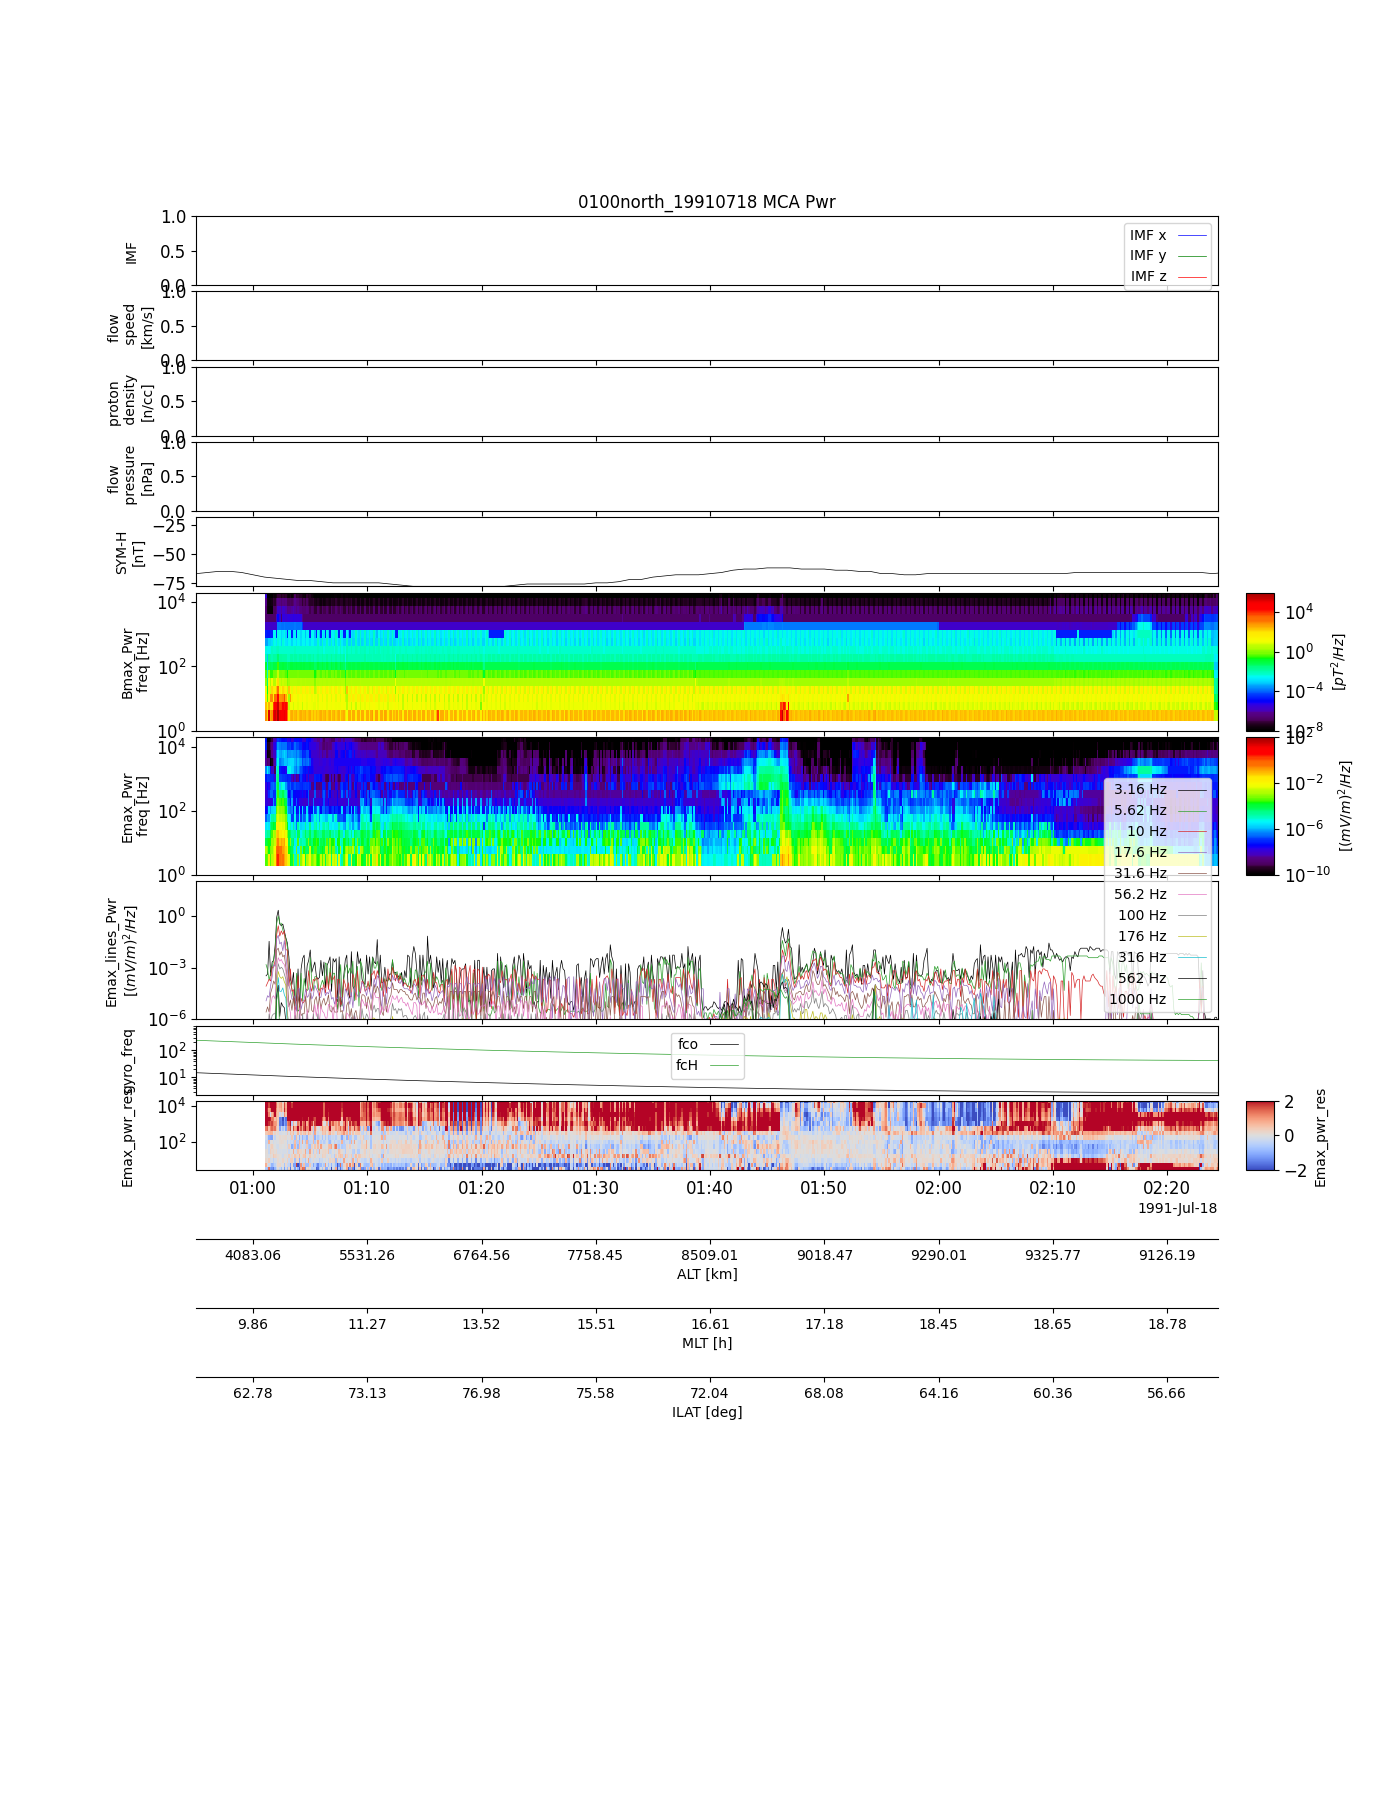 0100north_19910718 MCA Pwr
1.0
0.5
0.0
IMF
IMF x
IMF y
IMF z
1.0
0.5
0.0
flow
speed
[km/s]
1.0
0.5
0.0
proton
density
[n/cc]
1.0
0.5
0.0
flow
pressure
[nPa]
−25
−50
−75
SYM-H
[nT]
10^4
10^2
10^0
Bmax_Pwr
freq [Hz]
10^4
10^0
10^−4
10^−8
[pT^2/Hz]
10^4
10^2
10^0
Emax_Pwr
freq [Hz]
10^2
10^−2
10^−6
10^−10
[(mV/m)^2/Hz]
3.16 Hz
5.62 Hz
10 Hz
17.6 Hz
31.6 Hz
56.2 Hz
100 Hz
176 Hz
316 Hz
562 Hz
1000 Hz
10^0
10^−3
10^−6
Emax_lines_Pwr
[(mV/m)^2/Hz]
10^2
10^1
gyro_freq
fco
fcH
10^4
10^2
Emax_pwr_res
2
0
−2
Emax_pwr_res
01:00 01:10 01:20 01:30 01:40 01:50 02:00 02:10 02:20
1991-Jul-18
4083.06 5531.26 6764.56 7758.45 8509.01 9018.47 9290.01 9325.77 9126.19
ALT [km]
9.86 11.27 13.52 15.51 16.61 17.18 18.45 18.65 18.78
MLT [h]
62.78 73.13 76.98 75.58 72.04 68.08 64.16 60.36 56.66
ILAT [deg]